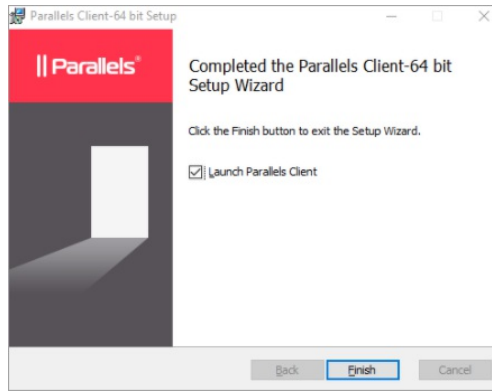 Parallels Client-64 bit Setup
|| Parallels®
Completed the Parallels Client-64 bit
Setup Wizard
Click the Finish button to exit the Setup Wizard.
Launch Parallels Client
Back Finish Cancel